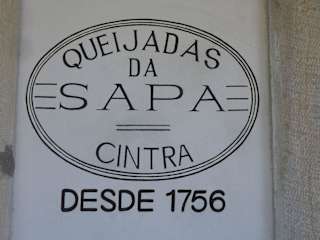 QUEIJADAS
DA
SAPA
CINTRA
DESDE 1756